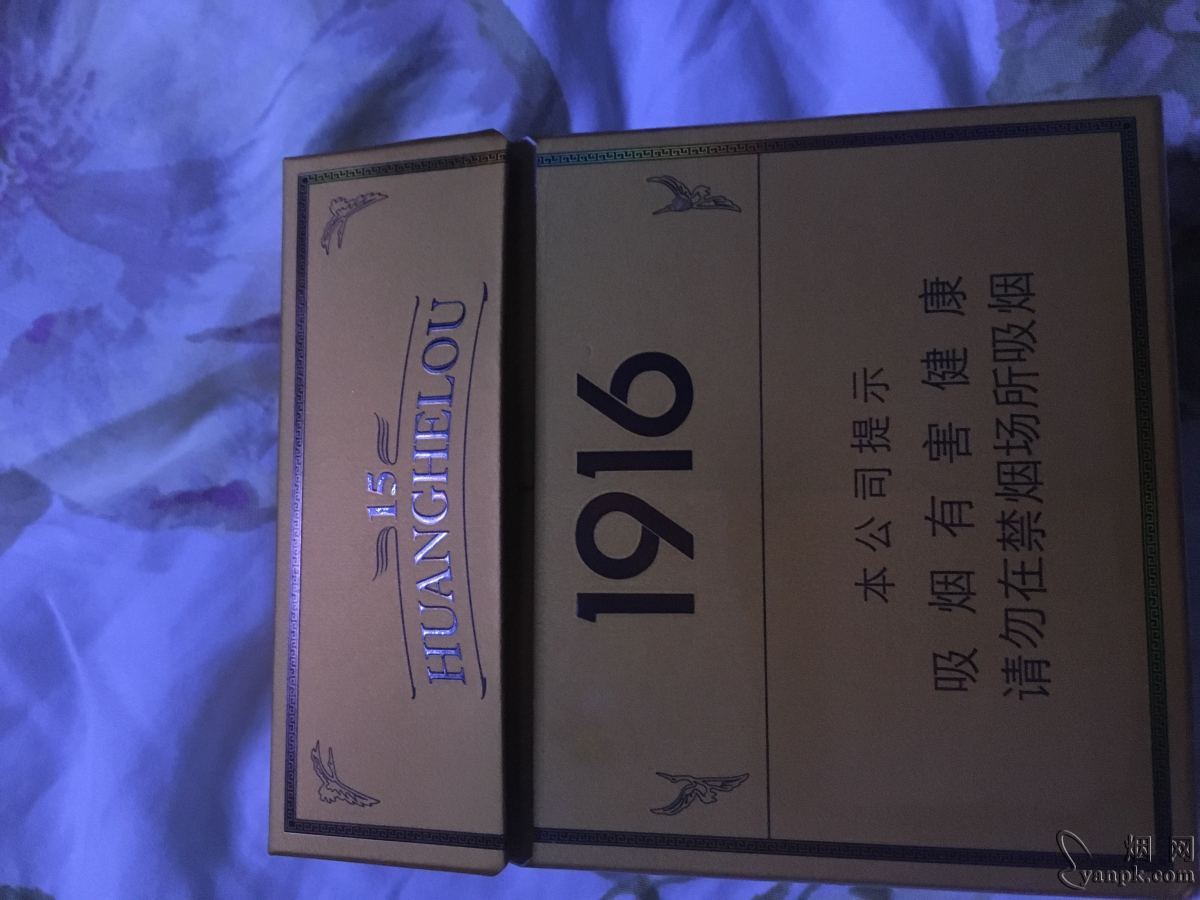 15
HUANGHELOU
1916
本公司提示
吸烟有害健康
请勿在禁烟场所吸烟
烟网
yanpk.com